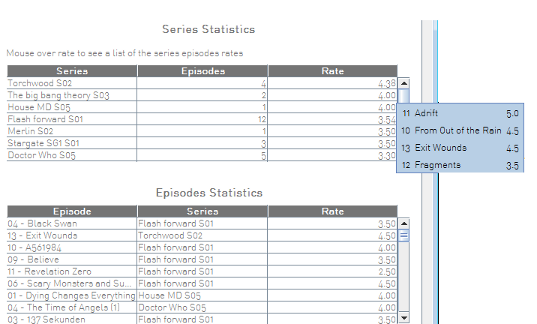 Series Statistics
Mouse over rate to see a list of the series episodes rates
Series Episodes Rate
Torchwood S02 4 4.38
The big bang theory S03 2 4.00
House MD S05 1 4.00
Flash forward S01 12 3.54
Merlin S02 1 3.50
Stargate SG1 S01 3 3.50
Doctor Who S05 5 3.30
11 Adrift 5.0
10 From Out of the Rain 4.5
13 Exit Wounds 4.5
12 Fragments 3.5
Episodes Statistics
Episode Series Rate
04 - Black Swan Flash forward S01 3.50
13 - Exit Wounds Torchwood S02 4.50
10 - A561984 Flash forward S01 4.00
09 - Believe Flash forward S01 3.50
11 - Revelation Zero Flash forward S01 2.50
06 - Scary Monsters and Su... Flash forward S01 4.50
01 - Dying Changes Everything House MD S05 4.00
04 - The Time of Angels (1) Doctor Who S05 4.00
03 - 137 Sekunden Flash forward S01 3.50